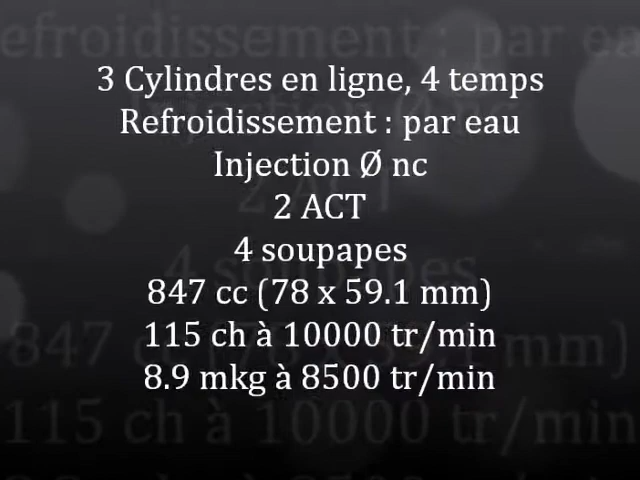 3 Cylindres en ligne, 4 temps
Refroidissement : par eau
Injection Ø nc
2 ACT
4 soupapes
847 cc (78 x 59.1 mm)
115 ch à 10000 tr/min
8.9 mkg à 8500 tr/min